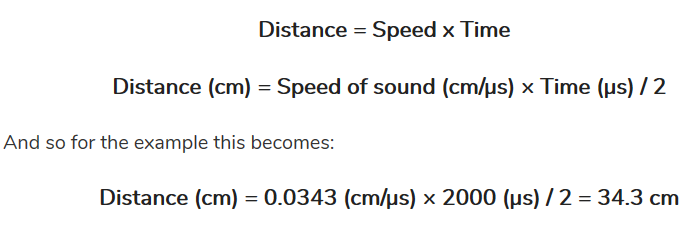 Distance = Speed x Time
Distance (cm) = Speed of sound (cm/µs) × Time (µs) / 2
And so for the example this becomes:
Distance (cm) = 0.0343 (cm/µs) × 2000 (µs) / 2 = 34.3 cm